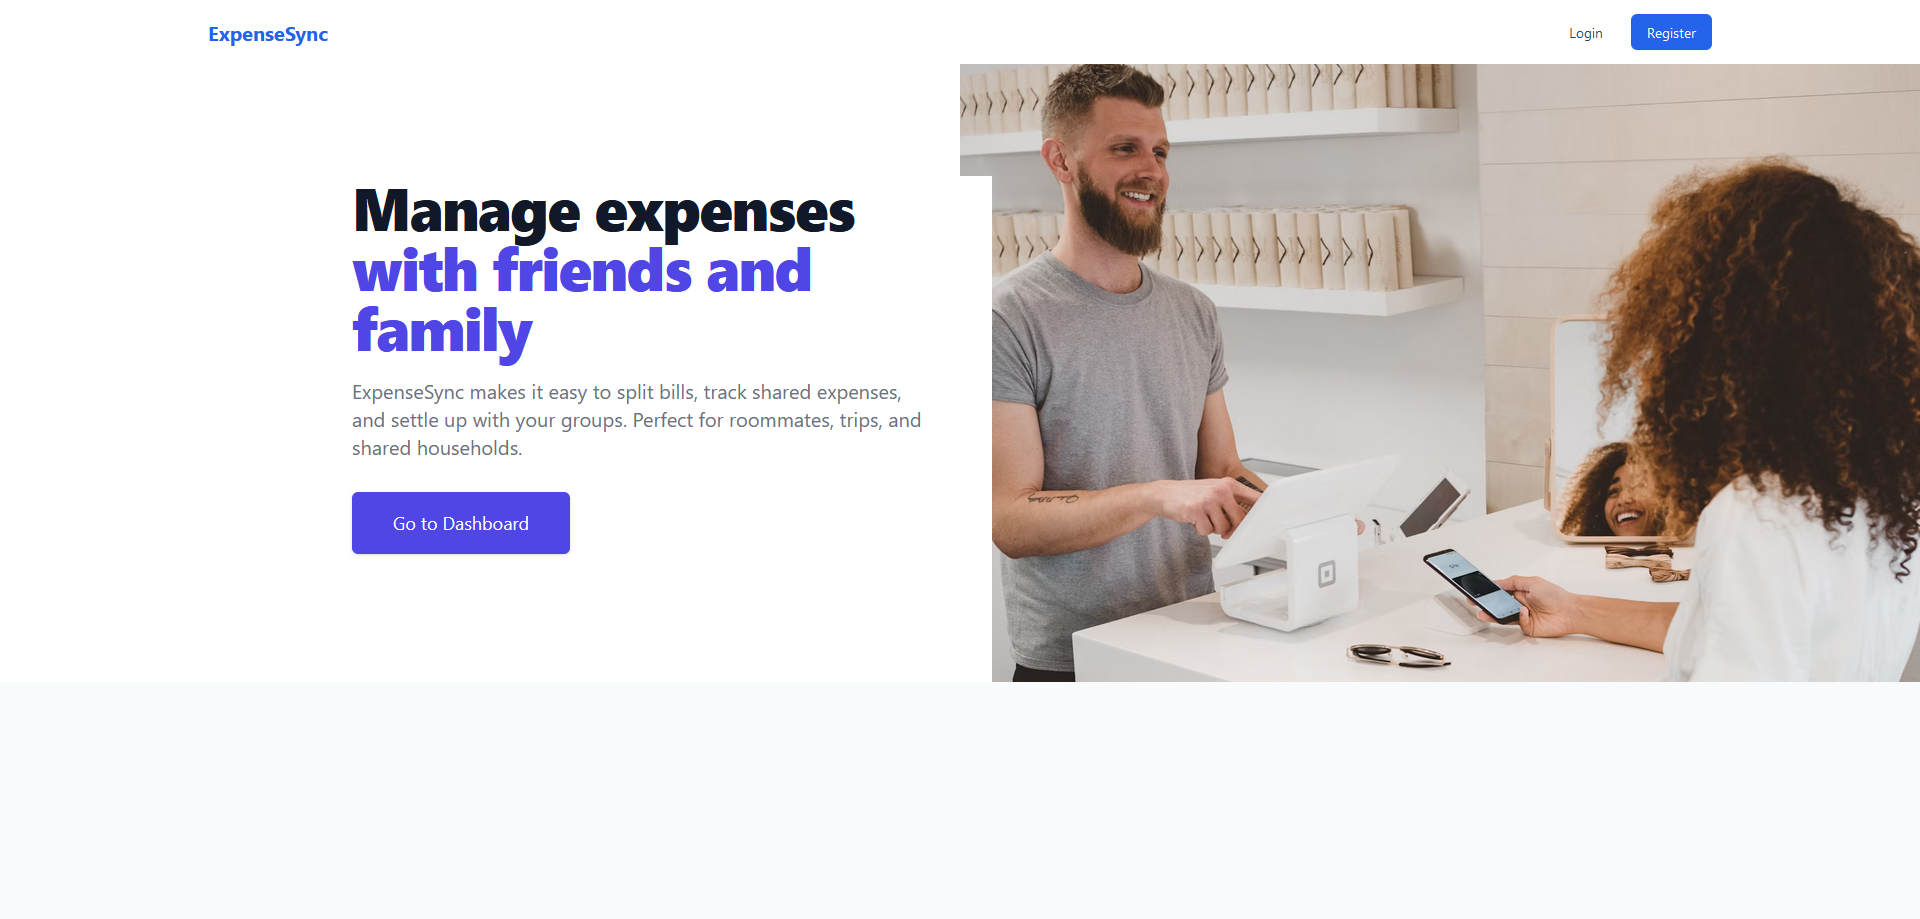 ExpenseSync
Login
Register
Manage expenses
with friends and
family
ExpenseSync makes it easy to split bills, track shared expenses,
and settle up with your groups. Perfect for roommates, trips, and
shared households.
Go to Dashboard